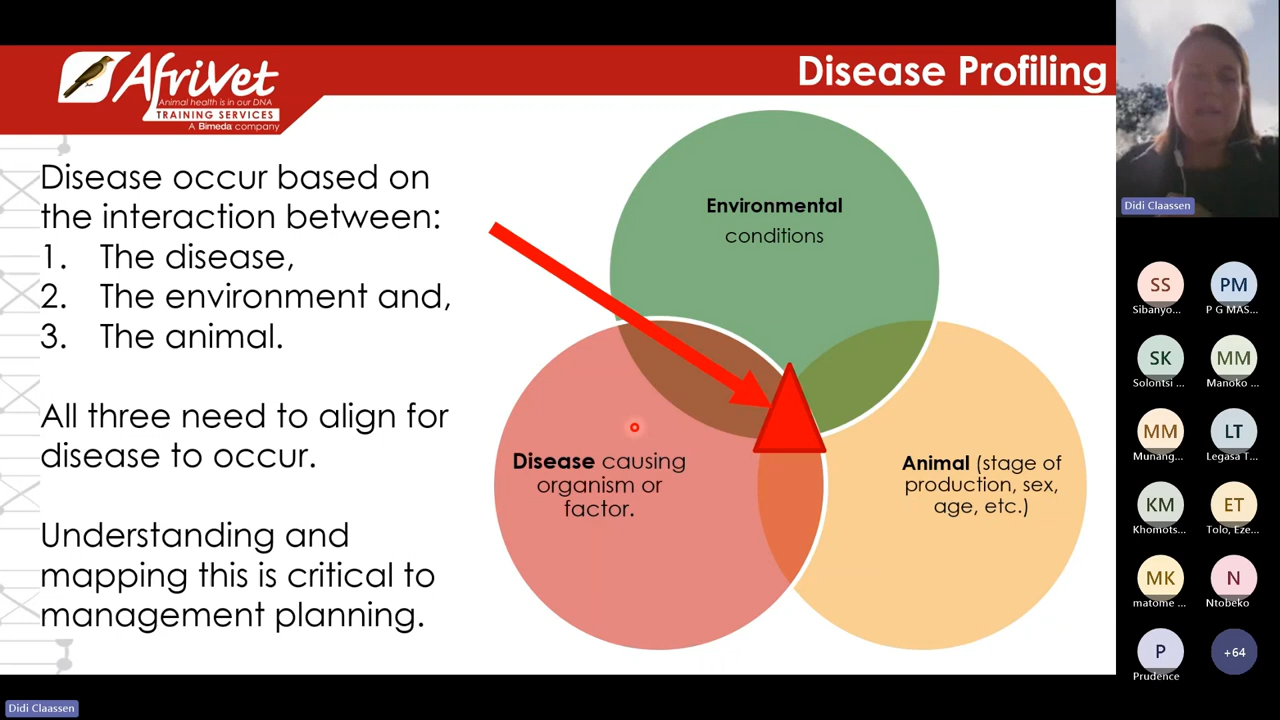 Afrivet
Animal health is in our DNA
TRAINING SERVICES
A Bimeda company
Disease Profiling
Disease occur based on
the interaction between:
1. The disease,
2. The environment and,
3. The animal.
All three need to align for
disease to occur.
Understanding and
mapping this is critical to
management planning.
Environmental
conditions
Disease causing
organism or
factor.
Animal (stage of
production, sex,
age, etc.)
Didi Claassen
SS
Sibanyo...
PM
P G MAS...
SK
Solontsi ...
MM
Manoko ...
MM
Munang...
LT
Legasa T...
KM
Khomots...
ET
Tolo, Eze...
MK
matome ...
N
Ntobeko
P
Prudence
+64
Didi Claassen